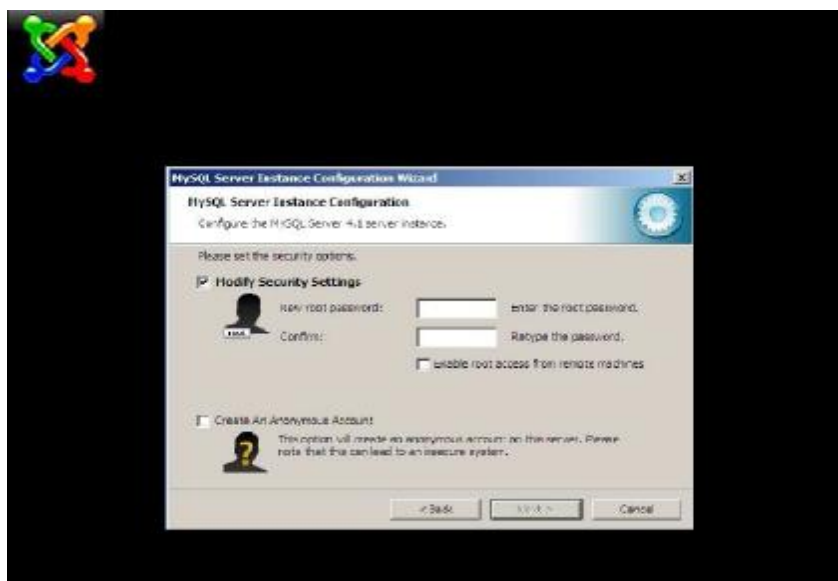 MySQL Server Instance Configuration Wizard
MySQL Server Instance Configuration
Configure the MySQL Server 4.1 server instance.
Please set the security options.
Modify Security Settings
New root password: Enter the root password.
Confirm: Retype the password.
Enable root access from remote machines
Create An Anonymous Account
This option will create an anonymous account on this server. Please
note that this can lead to an insecure system.
< Back Next > Cancel